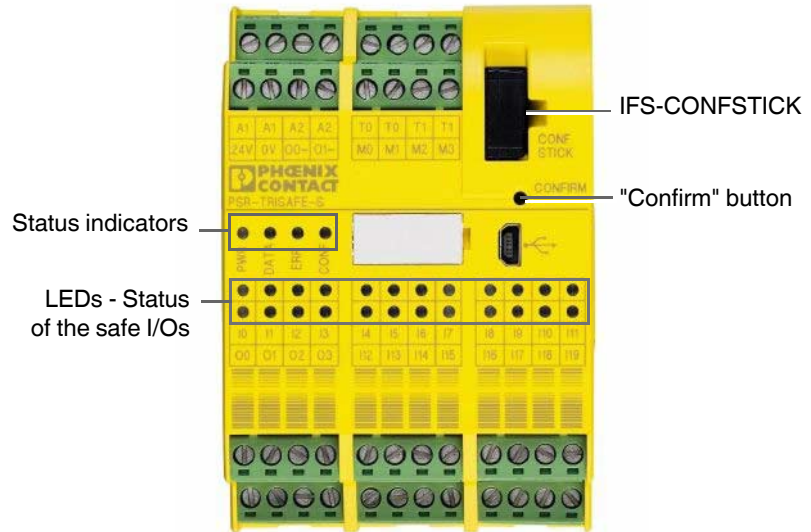 A1 A1 A2 A2 T0 T0 T1 T1
24V 0V O0- O1- M0 M1 M2 M3
CONF
STICK
IFS-CONFSTICK
PHŒNIX
CONTACT
CONFIRM
"Confirm" button
PSR-TRISAFE-S
Status indicators
PWR DATA ERR CONF
LEDs - Status
of the safe I/Os
I0 I1 I2 I3 I4 I5 I6 I7 I8 I9 I10 I11
O0 O1 O2 O3 I12 I13 I14 I15 I16 I17 I18 I19